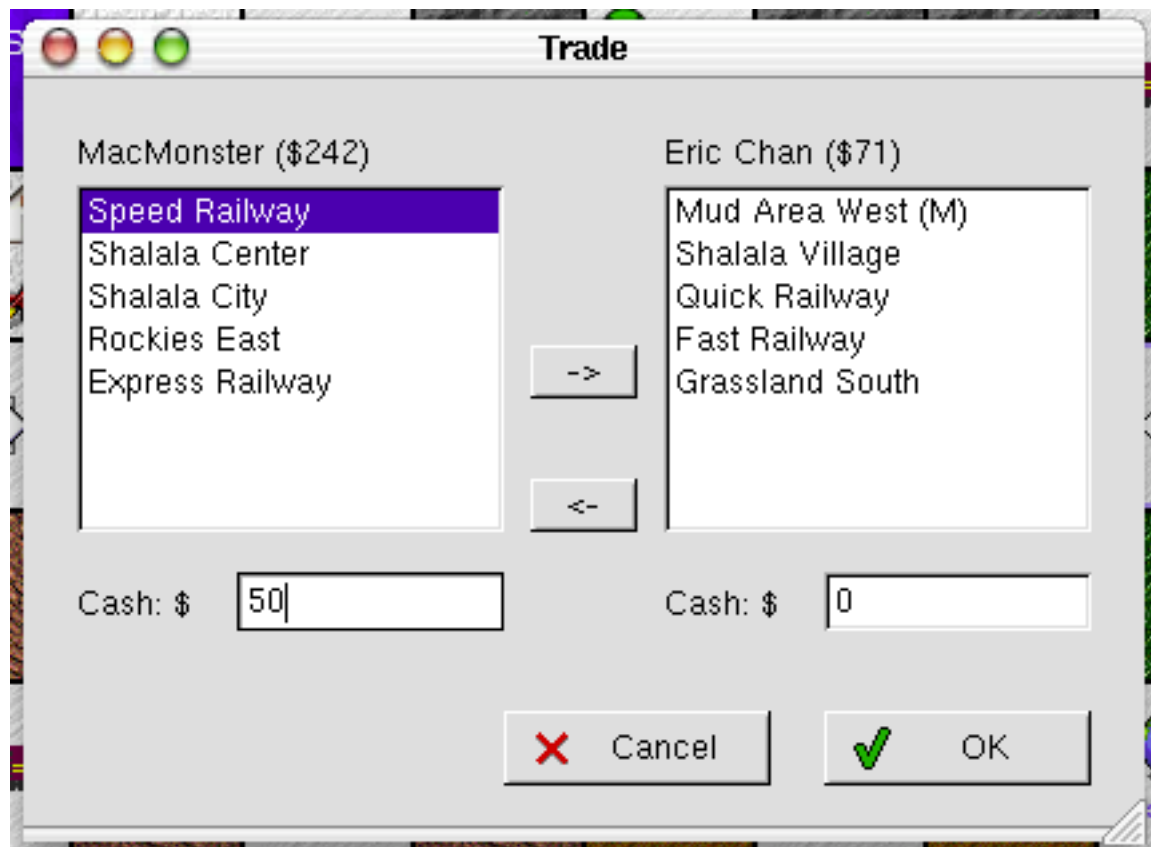 Trade
MacMonster ($242)
Speed Railway
Shalala Center
Shalala City
Rockies East
Express Railway
->
<-
Eric Chan ($71)
Mud Area West (M)
Shalala Village
Quick Railway
Fast Railway
Grassland South
Cash: $ 50
Cash: $ 0
Cancel
OK